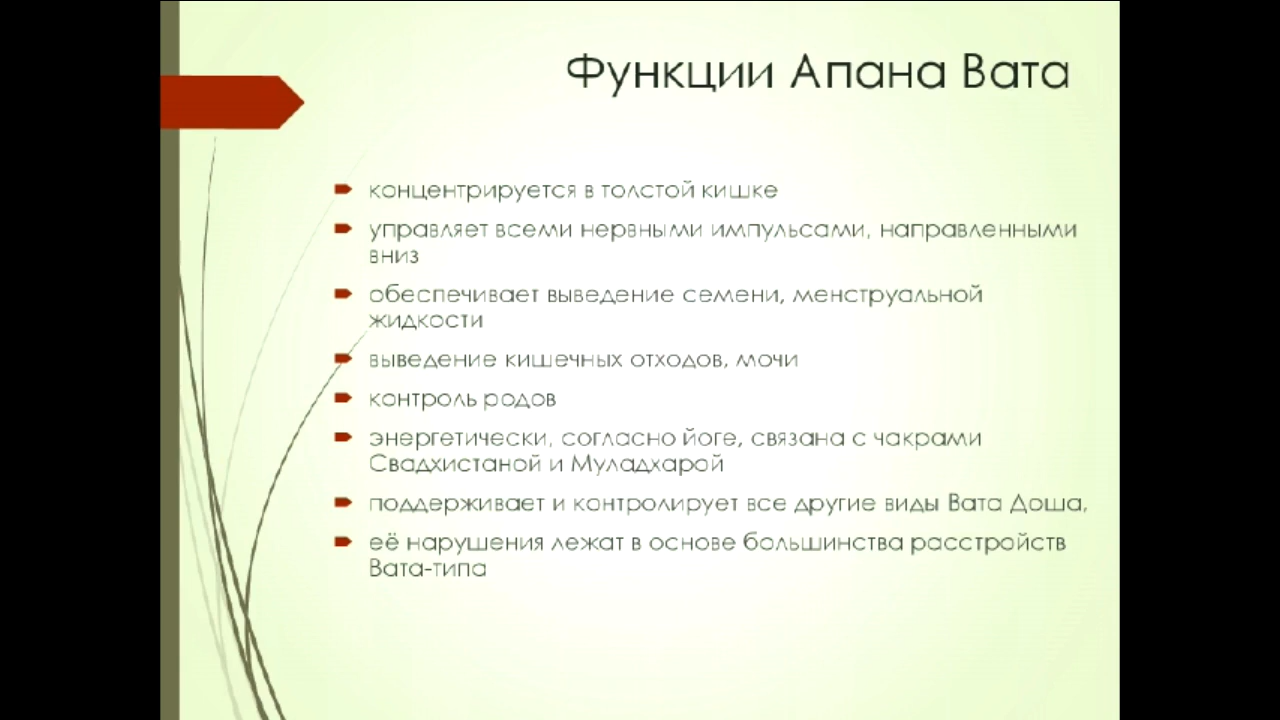 Функции Апана Вата
концентрируется в толстой кишке
управляет всеми нервными импульсами, направленными
вниз
обеспечивает выведение семени, менструальной
жидкости
выведение кишечных отходов, мочи
контроль родов
энергетически, согласно йоге, связана с чакрами
Свадхистаной и Муладхарой
поддерживает и контролирует все другие виды Вата Доша,
её нарушения лежат в основе большинства расстройств
Вата-типа